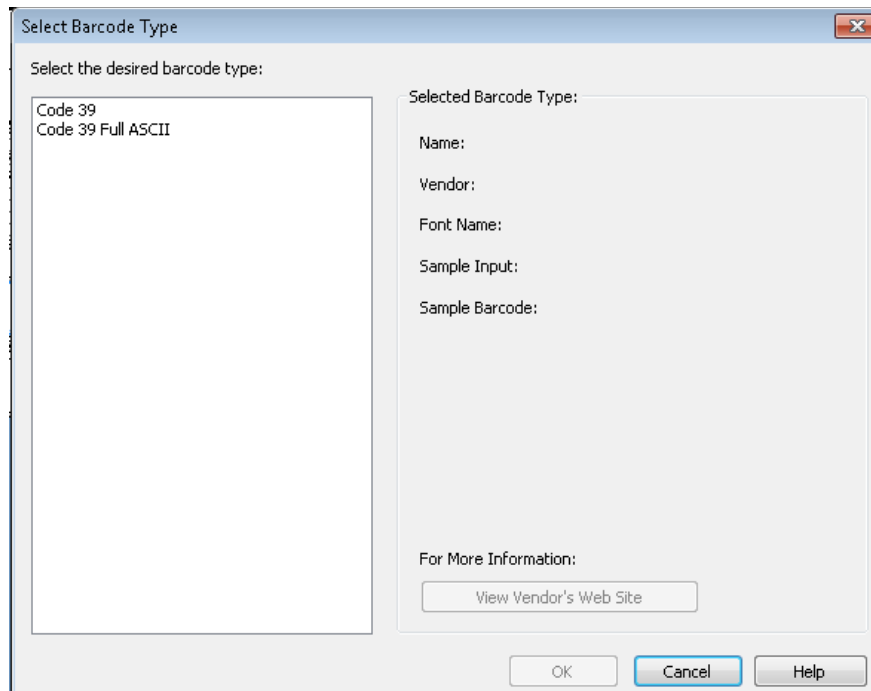 Select Barcode Type
Select the desired barcode type:
Code 39
Code 39 Full ASCII
Selected Barcode Type:
Name:
Vendor:
Font Name:
Sample Input:
Sample Barcode:
For More Information:
View Vendor's Web Site
OK
Cancel
Help